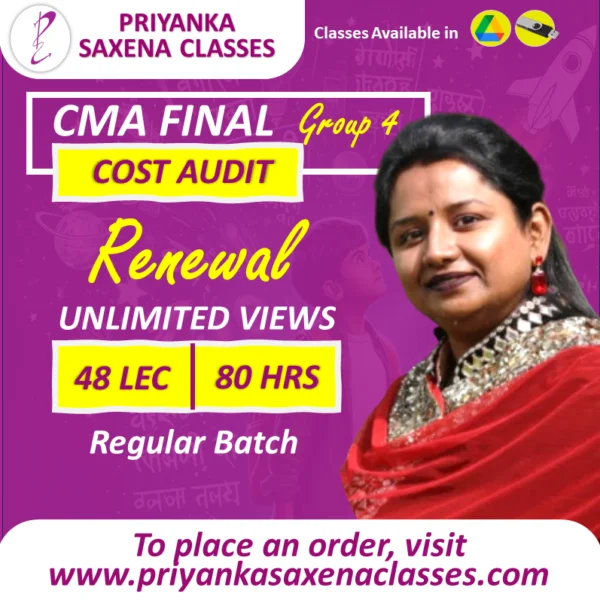 PRIYANKA
SAXENA CLASSES
Classes Available in
CMA FINAL Group 4
COST AUDIT
Renewal
UNLIMITED VIEWS
48 LEC | 80 HRS
Regular Batch
To place an order, visit
www.priyankasaxenaclasses.com